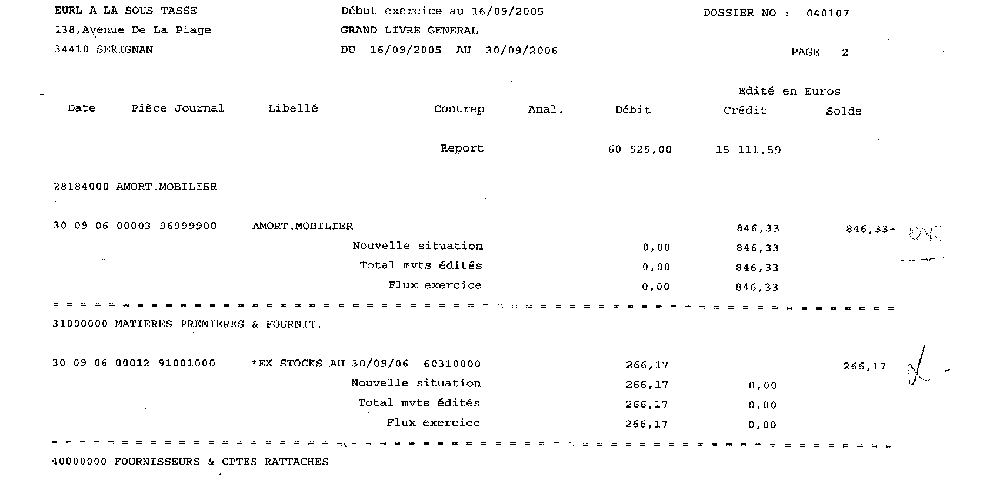 EURL A LA SOUS TASSE Début exercice au 16/09/2005 DOSSIER NO : 040107
138,Avenue De La Plage GRAND LIVRE GENERAL
34410 SERIGNAN DU 16/09/2005 AU 30/09/2006 PAGE 2
Edité en Euros
Date Pièce Journal Libellé Contrep Anal. Débit Crédit Solde
Report 60 525,00 15 111,59
28184000 AMORT.MOBILIER
30 09 06 00003 96999900 AMORT.MOBILIER 846,33 846,33-
Nouvelle situation 0,00 846,33
Total mvts édités 0,00 846,33
Flux exercice 0,00 846,33
= = = = = = = = = = = = = = = = = = = = = = = = = = = = = = = = = = = = = = = = = = = = = = = = = = = = = = = = = = = =
31000000 MATIERES PREMIERES & FOURNIT.
30 09 06 00012 91001000 *EX STOCKS AU 30/09/06 60310000 266,17 266,17
Nouvelle situation 266,17 0,00
Total mvts édités 266,17 0,00
Flux exercice 266,17 0,00
= = = = = = = = = = = = = = = = = = = = = = = = = = = = = = = = = = = = = = = = = = = = = = = = = = = = = = = = = = = =
40000000 FOURNISSEURS & CPTES RATTACHES